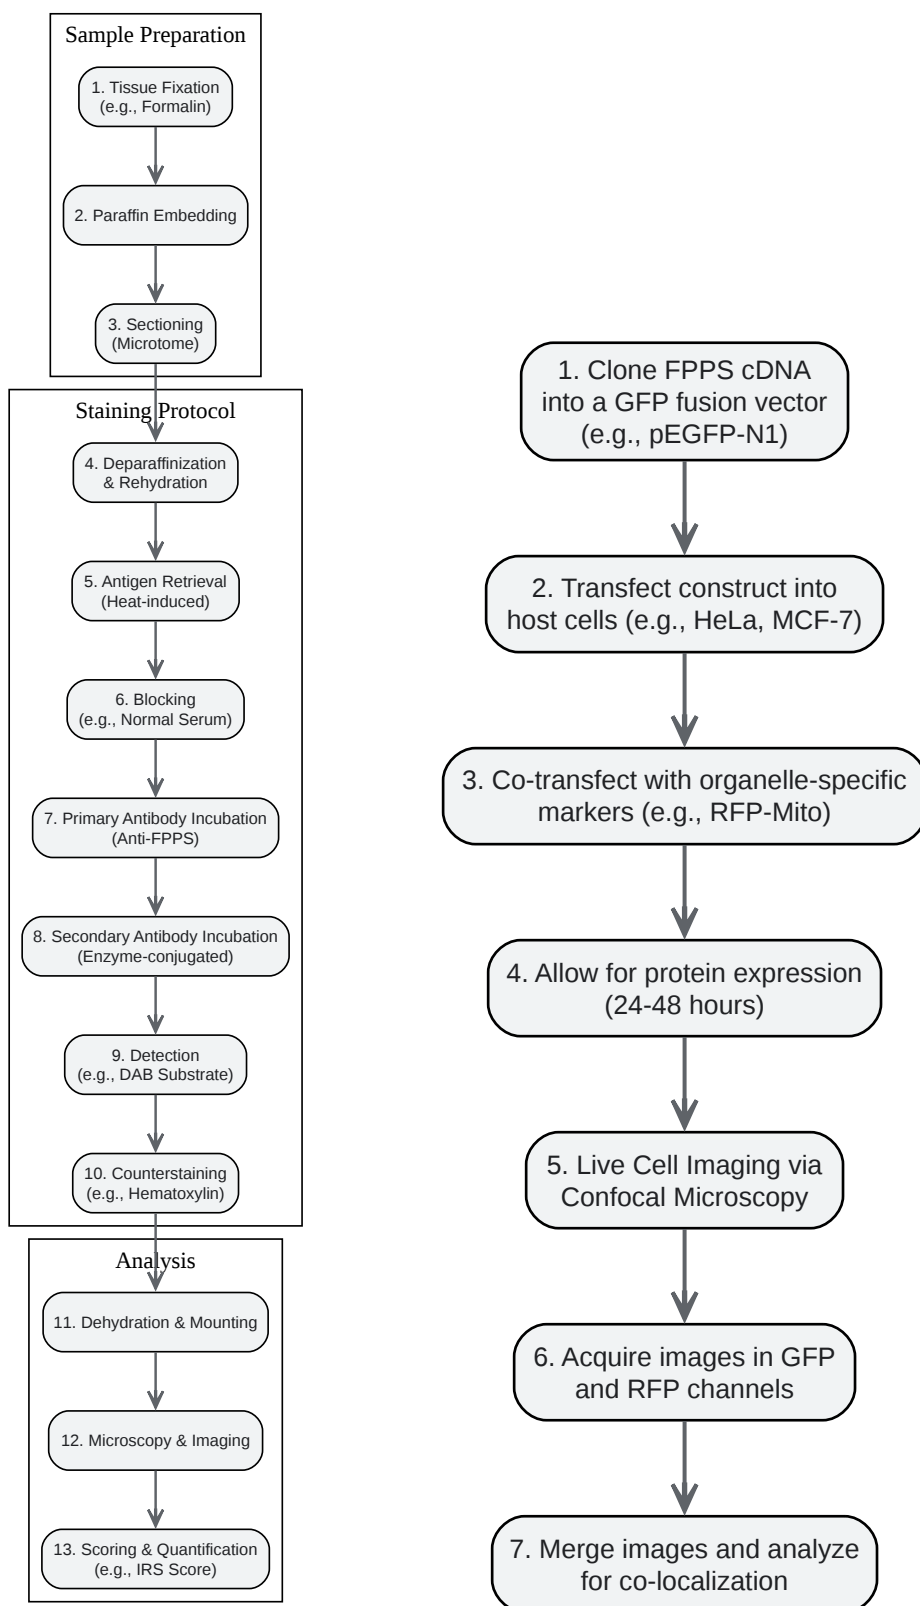 Sample Preparation
1. Tissue Fixation
(e.g., Formalin)
2. Paraffin Embedding
3. Sectioning
(Microtome)
Staining Protocol
4. Deparaffinization
& Rehydration
5. Antigen Retrieval
(Heat-induced)
6. Blocking
(e.g., Normal Serum)
7. Primary Antibody Incubation
(Anti-FPPS)
8. Secondary Antibody Incubation
(Enzyme-conjugated)
9. Detection
(e.g., DAB Substrate)
10. Counterstaining
(e.g., Hematoxylin)
Analysis
11. Dehydration & Mounting
12. Microscopy & Imaging
13. Scoring & Quantification
(e.g., IRS Score)
1. Clone FPPS cDNA
into a GFP fusion vector
(e.g., pEGFP-N1)
2. Transfect construct into
host cells (e.g., HeLa, MCF-7)
3. Co-transfect with organelle-specific
markers (e.g., RFP-Mito)
4. Allow for protein expression
(24-48 hours)
5. Live Cell Imaging via
Confocal Microscopy
6. Acquire images in GFP
and RFP channels
7. Merge images and analyze
for co-localization